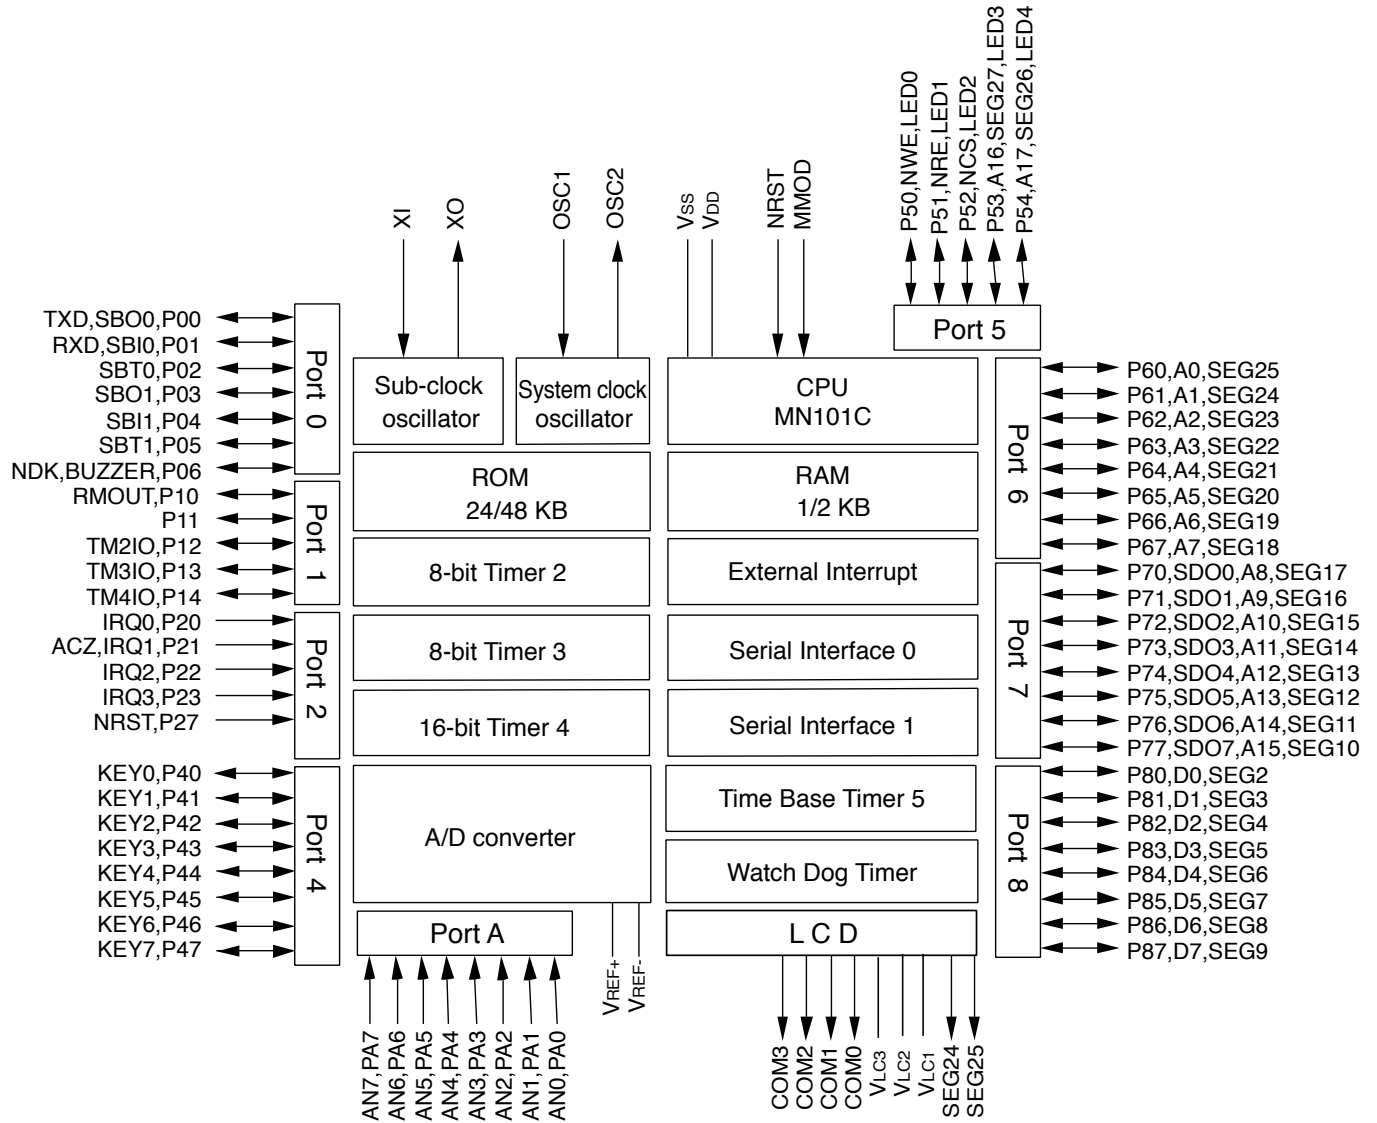 P50,NWE,LED0
P51,NRE,LED1
P52,NCS,LED2
P53,A16,SEG27,LED3
P54,A17,SEG26,LED4
XI
XO
OSC1
OSC2
VSS
VDD
NRST
MMOD
Port 5
TXD,SBO0,P00
RXD,SBI0,P01
SBT0,P02
SBO1,P03
SBI1,P04
SBT1,P05
NDK,BUZZER,P06
Port 0
RMOUT,P10
P11
TM2IO,P12
TM3IO,P13
TM4IO,P14
Port 1
IRQ0,P20
ACZ,IRQ1,P21
IRQ2,P22
IRQ3,P23
NRST,P27
Port 2
KEY0,P40
KEY1,P41
KEY2,P42
KEY3,P43
KEY4,P44
KEY5,P45
KEY6,P46
KEY7,P47
Port 4
Sub-clock
oscillator
System clock
oscillator
CPU
MN101C
ROM
24/48 KB
RAM
1/2 KB
8-bit Timer 2
External Interrupt
8-bit Timer 3
Serial Interface 0
16-bit Timer 4
Serial Interface 1
A/D converter
Time Base Timer 5
Watch Dog Timer
Port A
L C D
Port 6
P60,A0,SEG25
P61,A1,SEG24
P62,A2,SEG23
P63,A3,SEG22
P64,A4,SEG21
P65,A5,SEG20
P66,A6,SEG19
P67,A7,SEG18
Port 7
P70,SDO0,A8,SEG17
P71,SDO1,A9,SEG16
P72,SDO2,A10,SEG15
P73,SDO3,A11,SEG14
P74,SDO4,A12,SEG13
P75,SDO5,A13,SEG12
P76,SDO6,A14,SEG11
P77,SDO7,A15,SEG10
Port 8
P80,D0,SEG2
P81,D1,SEG3
P82,D2,SEG4
P83,D3,SEG5
P84,D4,SEG6
P85,D5,SEG7
P86,D6,SEG8
P87,D7,SEG9
AN7,PA7
AN6,PA6
AN5,PA5
AN4,PA4
AN3,PA3
AN2,PA2
AN1,PA1
AN0,PA0
VREF+
VREF-
COM3
COM2
COM1
COM0
VLC3
VLC2
VLC1
SEG24
SEG25